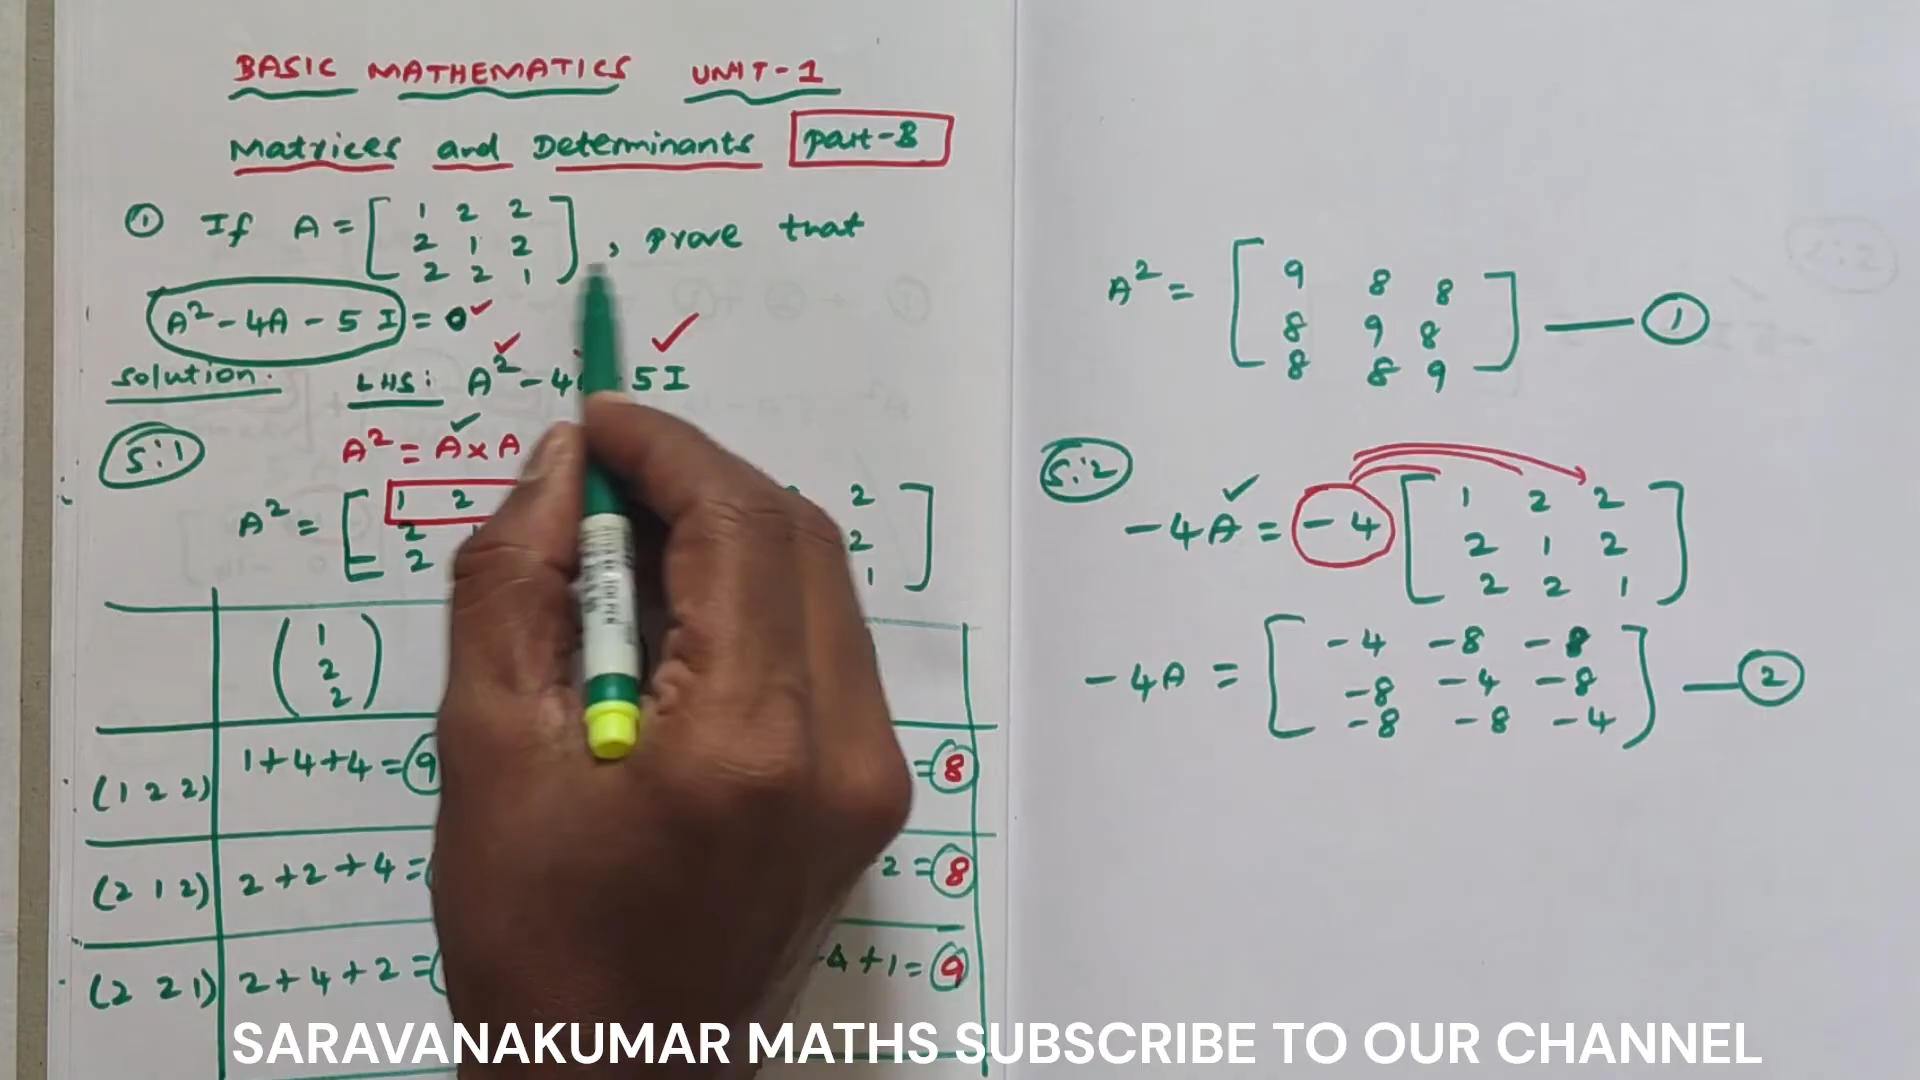 BASIC MATHEMATICS UNIT-1
Matrices and Determinants part-B
① If A = [ 1 2 2
2 1 2
2 2 1 ] , prove that
A² - 4A - 5 I = 0
Solution. LHS: A² - 4 5 I
S:1 A² = A × A
A² = [ 1 2 2
2 2
2 1 ]
( 1
2
2 )
(1 2 2) 1+4+4=9 =8
(2 1 2) 2+2+4= 2=8
(2 2 1) 2+4+2= 4+1=9
A² = [ 9 8 8
8 9 8
8 8 9 ] — ①
S:2
-4A = -4 [ 1 2 2
2 1 2
2 2 1 ]
-4A = [ -4 -8 -8
-8 -4 -8
-8 -8 -4 ] — ②
SARAVANAKUMAR MATHS SUBSCRIBE TO OUR CHANNEL